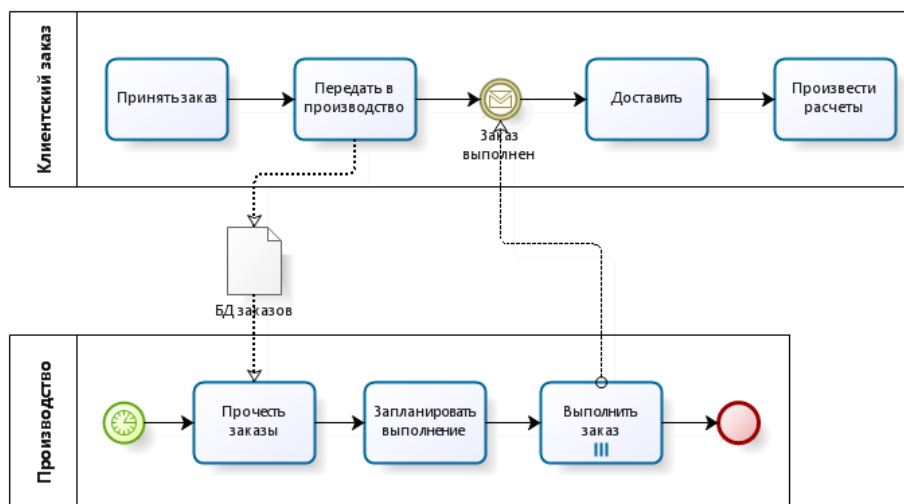 Клиентский заказ
Принять заказ
Передать в
производство
Заказ
выполнен
Доставить
Произвести
расчеты
БД заказов
Производство
Прочесть
заказы
Запланировать
выполнение
Выполнить
заказ